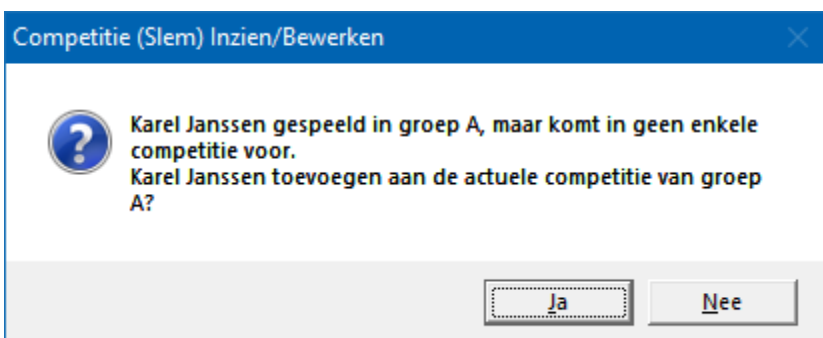 Competitie (Slem) Inzien/Bewerken
Karel Janssen gespeeld in groep A, maar komt in geen enkele
competitie voor.
Karel Janssen toevoegen aan de actuele competitie van groep
A?
Ja
Nee